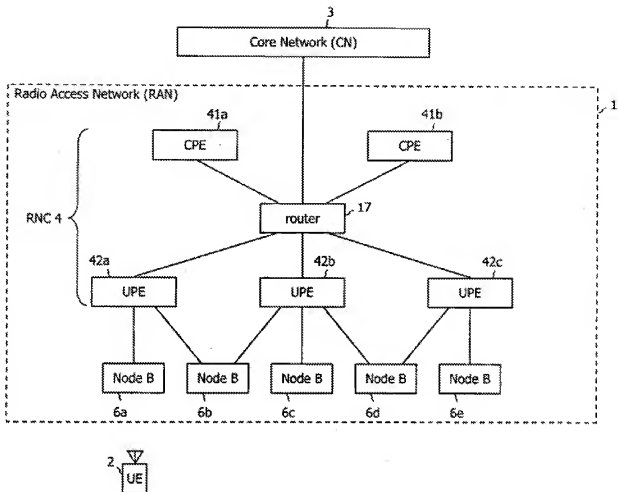 3
Core Network (CN)
Radio Access Network (RAN)
1
41a
41b
CPE
CPE
RNC 4
router
17
42a
42b
42c
UPE
UPE
UPE
Node B
Node B
Node B
Node B
Node B
6a
6b
6c
6d
6e
2
UE